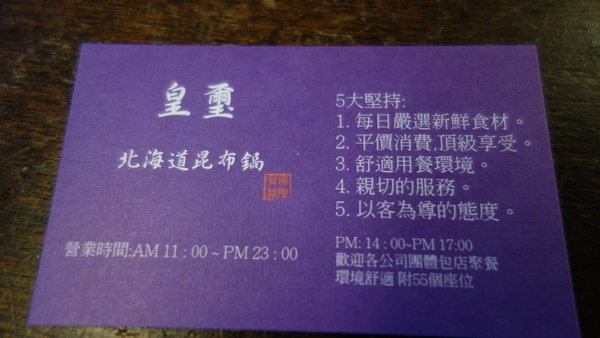 皇璽
北海道昆布鍋
營業時間:AM 11 : 00 ~ PM 23 : 00
5大堅持:
1. 每日嚴選新鮮食材。
2. 平價消費,頂級享受。
3. 舒適用餐環境。
4. 親切的服務。
5. 以客為尊的態度。
PM: 14 : 00~PM 17:00
歡迎各公司團體包店聚餐
環境舒適 附55個座位